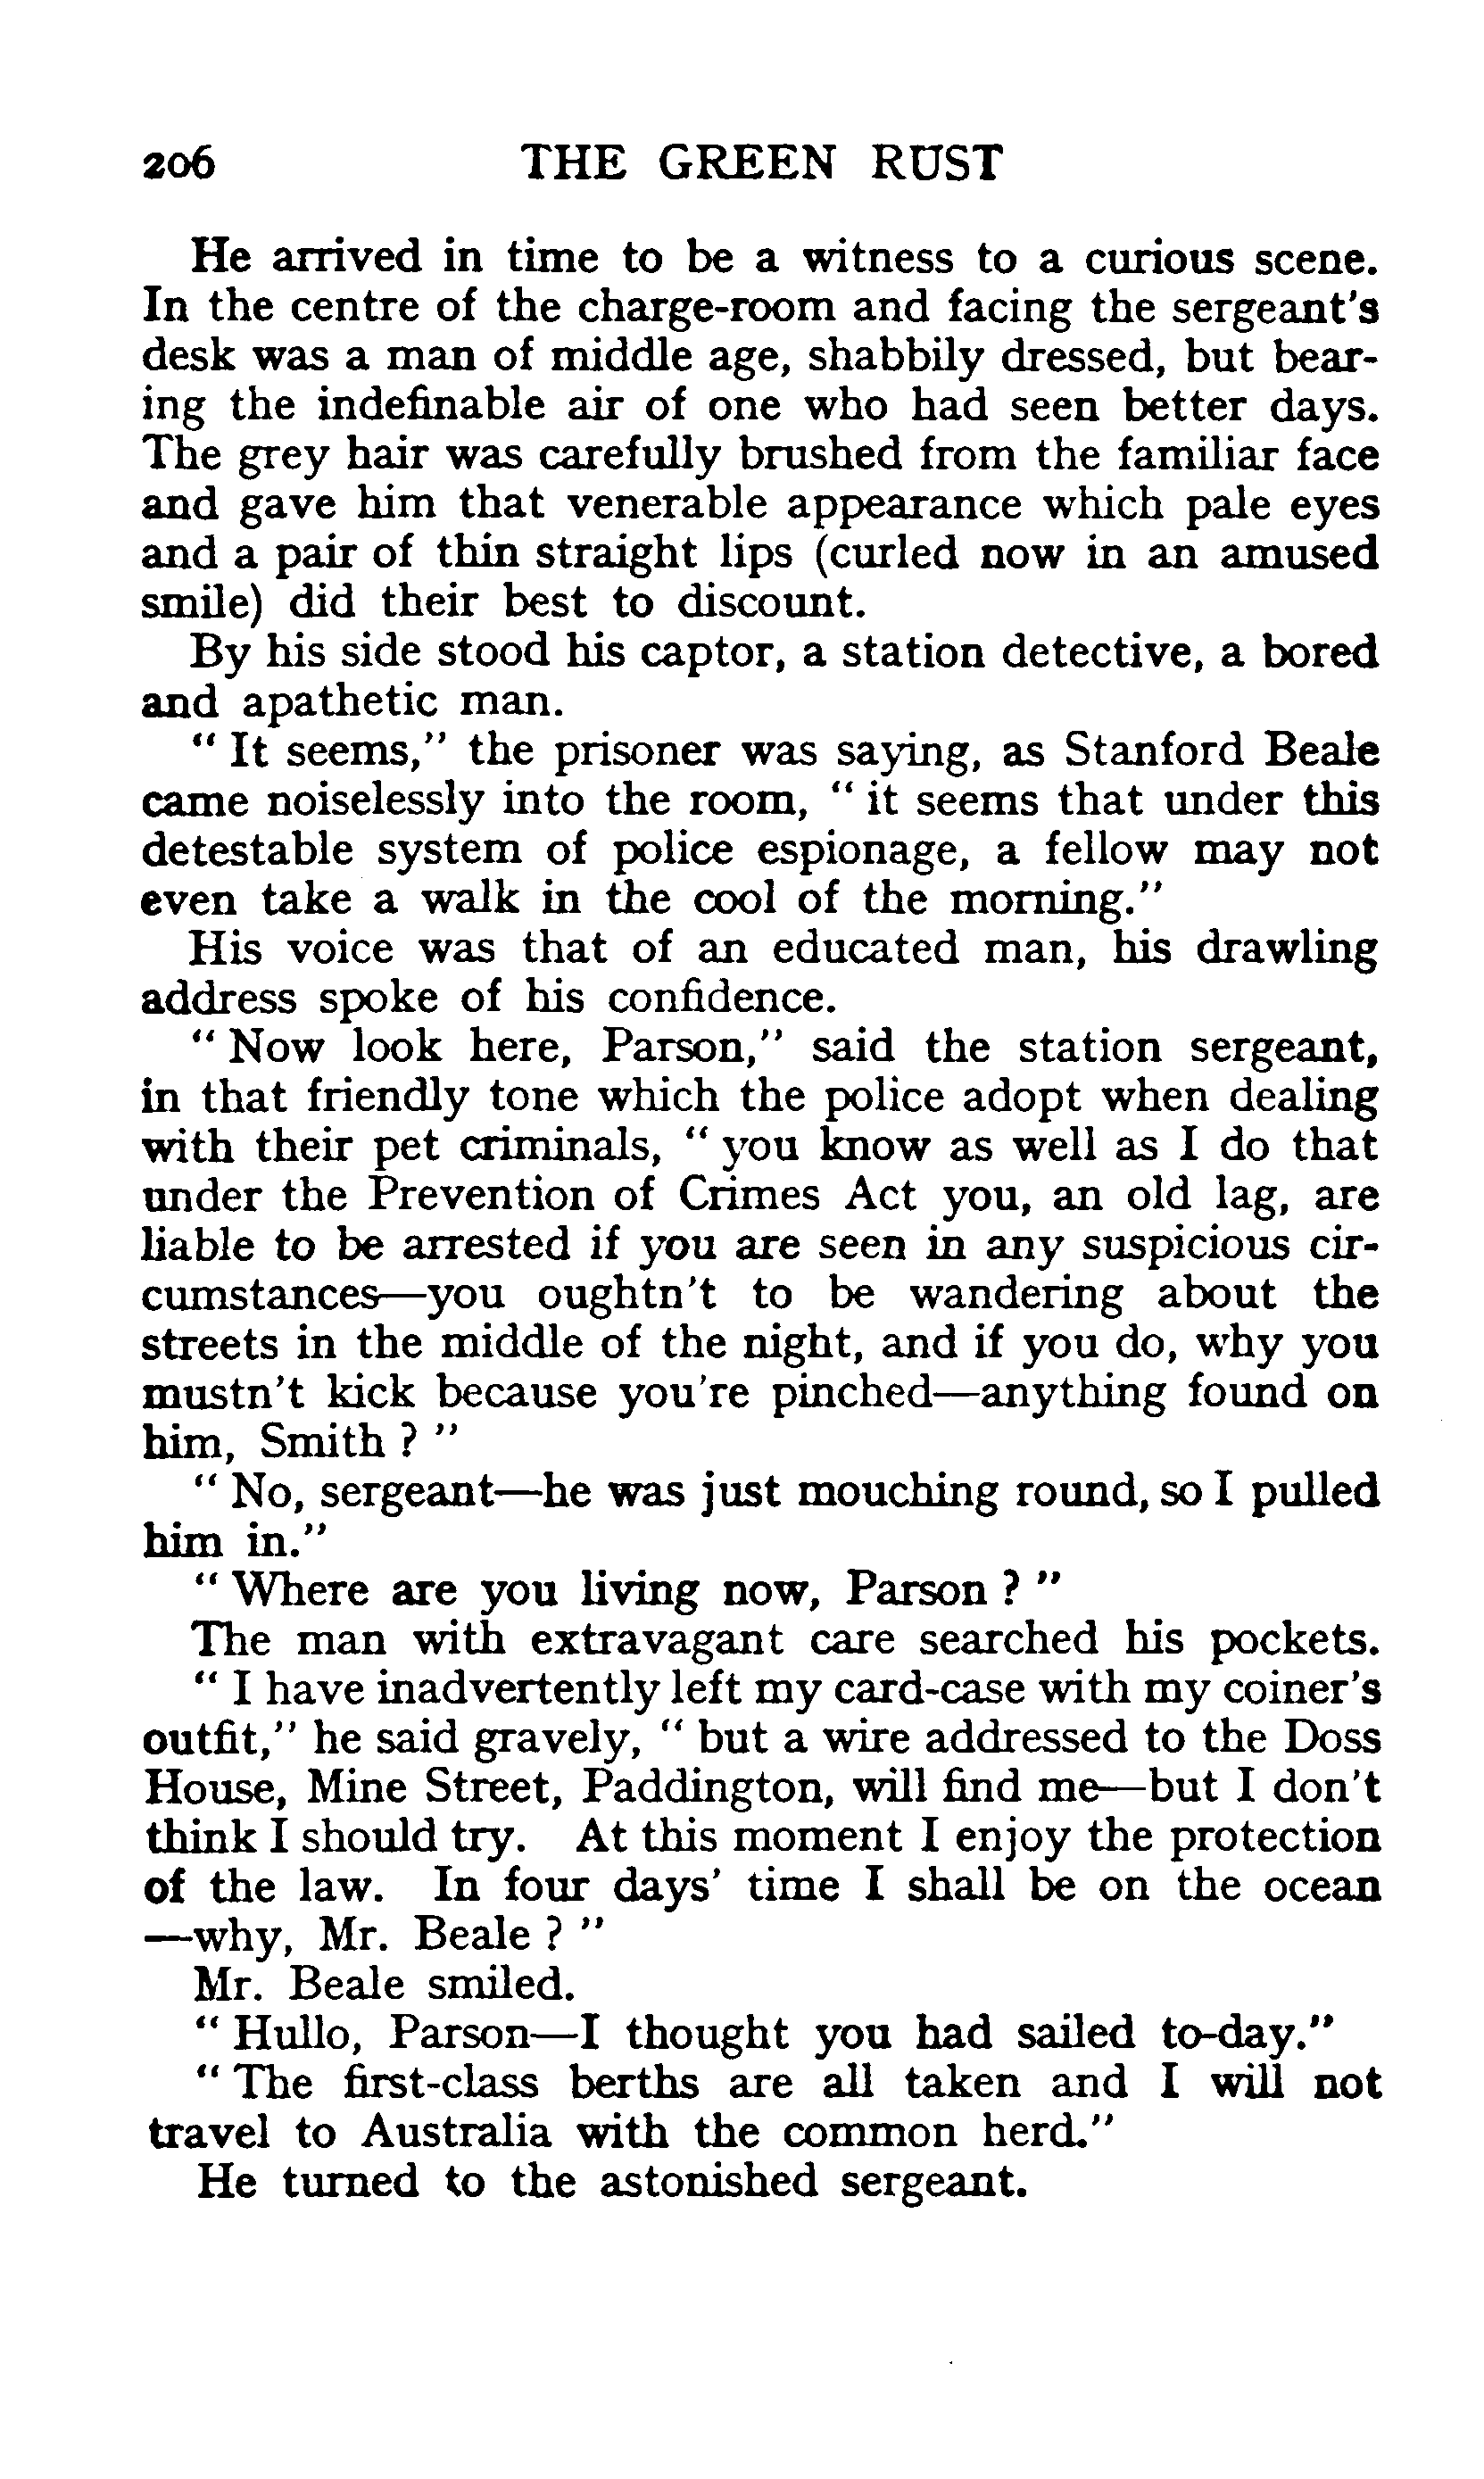 206 THE GREEN RUST
He arrived in time to be a witness to a curious scene.
In the centre of the charge-room and facing the sergeant's
desk was a man of middle age, shabbily dressed, but bear-
ing the indefinable air of one who had seen better days.
The grey hair was carefully brushed from the familiar face
and gave him that venerable appearance which pale eyes
and a pair of thin straight lips (curled now in an amused
smile) did their best to discount.
By his side stood his captor, a station detective, a bored
and apathetic man.
" It seems," the prisoner was saying, as Stanford Beale
came noiselessly into the room, " it seems that under this
detestable system of police espionage, a fellow may not
even take a walk in the cool of the morning."
His voice was that of an educated man, his drawling
address spoke of his confidence.
" Now look here, Parson," said the station sergeant,
in that friendly tone which the police adopt when dealing
with their pet criminals, " you know as well as I do that
under the Prevention of Crimes Act you, an old lag, are
liable to be arrested if you are seen in any suspicious cir-
cumstances—you oughtn't to be wandering about the
streets in the middle of the night, and if you do, why you
mustn't kick because you're pinched—anything found on
him, Smith ? "
" No, sergeant—he was just mouching round, so I pulled
him in."
" Where are you living now, Parson ? "
The man with extravagant care searched his pockets.
" I have inadvertently left my card-case with my coiner's
outfit," he said gravely, " but a wire addressed to the Doss
House, Mine Street, Paddington, will find me—but I don't
think I should try. At this moment I enjoy the protection
of the law. In four days' time I shall be on the ocean
—why, Mr. Beale ? "
Mr. Beale smiled.
" Hullo, Parson—I thought you had sailed to-day."
" The first-class berths are all taken and I will not
travel to Australia with the common herd."
He turned to the astonished sergeant.